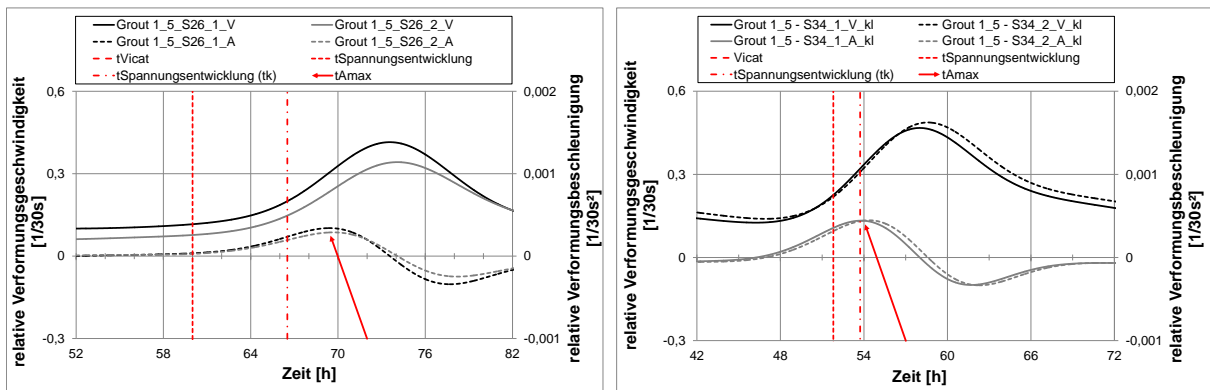 Grout 1_5_S26_1_V
Grout 1_5_S26_2_V
Grout 1_5_S26_1_A
Grout 1_5_S26_2_A
tVicat
tSpannungsentwicklung
tSpannungsentwicklung (tk)
tAmax
relative Verformungsgeschwindigkeit
[1/30s]
0,6
0,3
0
-0,3
0,002
0,001
0
-0,001
relative Verformungsbeschleunigung
[1/30s²]
52
58
64
70
76
82
Zeit [h]
Grout 1_5 - S34_1_V_kl
Grout 1_5 - S34_2_V_kl
Grout 1_5 - S34_1_A_kl
Grout 1_5 - S34_2_A_kl
Vicat
tSpannungsentwicklung
tSpannungsentwicklung (tk)
tAmax
relative Verformungsgeschwindigkeit
[1/30s]
0,6
0,3
0
-0,3
0,002
0,001
0
-0,001
relative Verformungsbeschleunigung
[1/30s²]
42
48
54
60
66
72
Zeit [h]